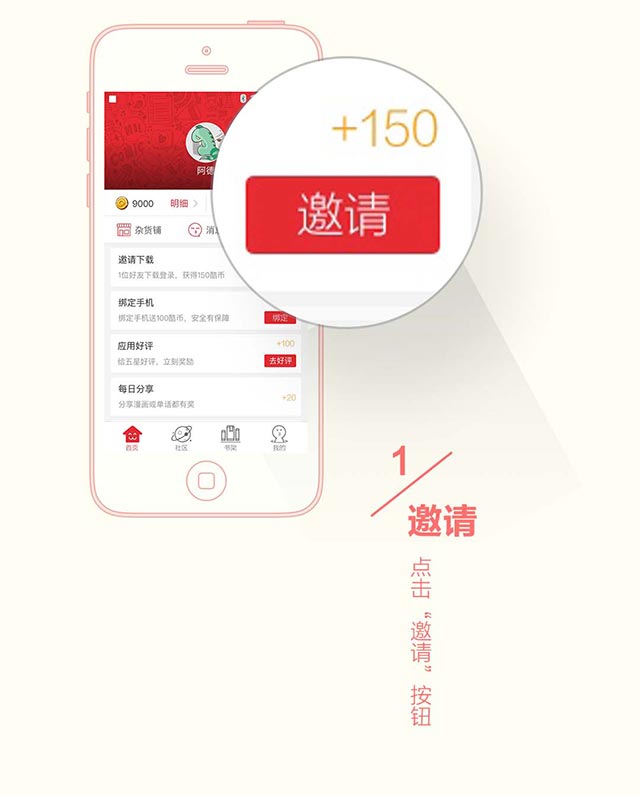 +150
邀请
阿德
9000
明细
杂货铺
邀请下载
1位好友下载登录，获得150酷币
绑定手机
绑定手机送100酷币，安全有保障
绑定
应用好评
+100
给五星好评，立刻奖励
去好评
每日分享
分享漫画或单话都有奖
+20
首页
社区
书架
我的
1
邀请
点击“邀请”按钮